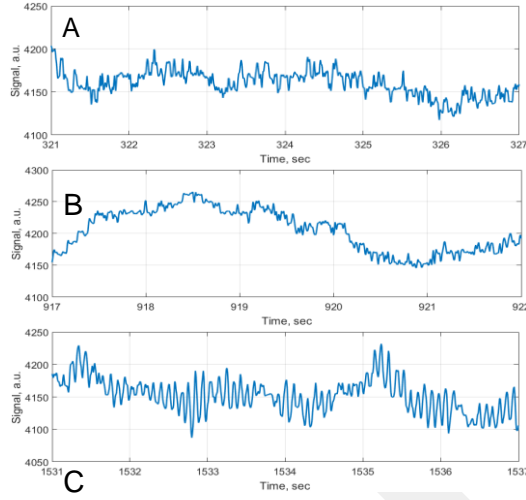 4250
A
4200
4150
4100
Signal, a.u.
321 322 323 324 325 326 327
Time, sec
4300
B
4250
4200
4150
4100
Signal, a.u.
917 918 919 920 921 922
Time, sec
4250
4200
4150
4100
4050
Signal, a.u.
1531 1532 1533 1534 1535 1536 1537
C
Time, sec